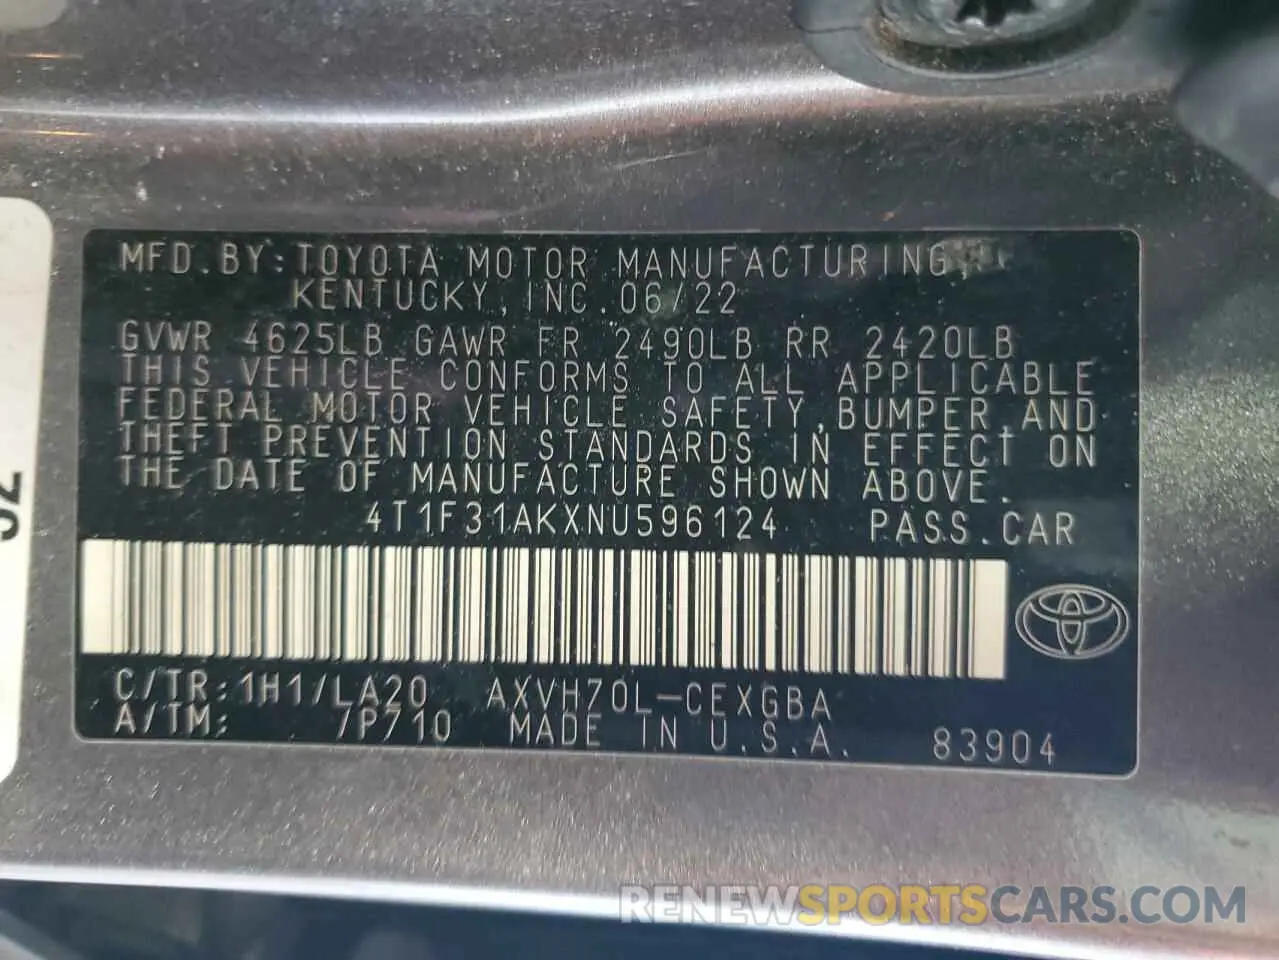 MFD.BY:TOYOTA MOTOR MANUFACTURING,
KENTUCKY, INC. 06/22
GVWR 4625LB GAWR FR 2490LB RR 2420LB
THIS VEHICLE CONFORMS TO ALL APPLICABLE
FEDERAL MOTOR VEHICLE SAFETY, BUMPER, AND
THEFT PREVENTION STANDARDS IN EFFECT ON
THE DATE OF MANUFACTURE SHOWN ABOVE.
4T1F31AKXNU596124 PASS.CAR
C/TR:1H1/LA20 AXVH70L-CEXGBA
A/TM: /P710 MADE IN U.S.A. 83904
RENEWSPORTSCARS.COM